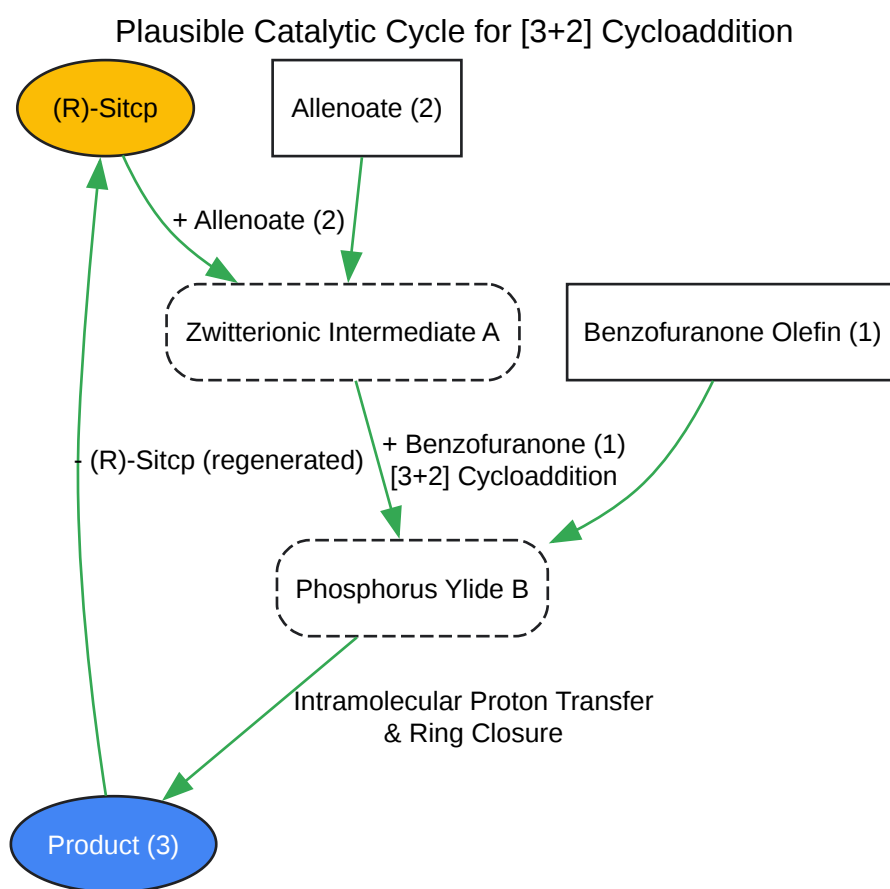 Plausible Catalytic Cycle for [3+2] Cycloaddition
(R)-Sitcp
Allenoate (2)
+ Allenoate (2)
Zwitterionic Intermediate A
Benzofuranone Olefin (1)
+ Benzofuranone (1)
[3+2] Cycloaddition
- (R)-Sitcp (regenerated)
Phosphorus Ylide B
Intramolecular Proton Transfer
& Ring Closure
Product (3)